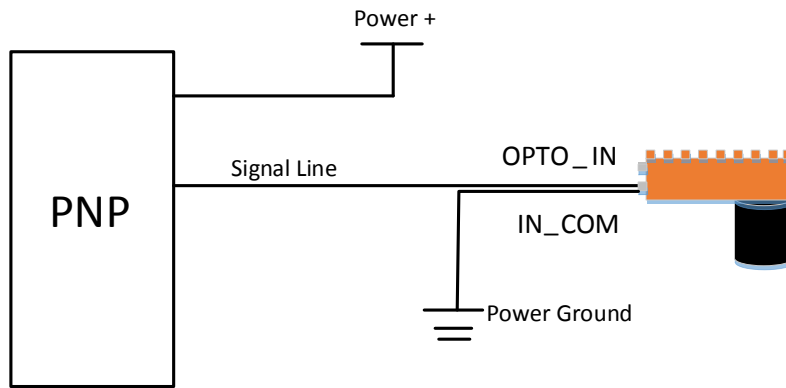 Power +
Signal Line
OPTO_IN
PNP
IN_COM
Power Ground